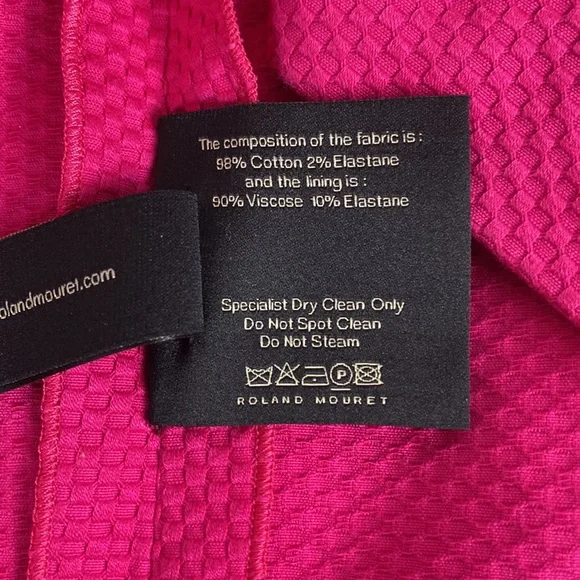 The composition of the fabric is :
98% Cotton 2% Elastane
and the lining is :
90% Viscose 10% Elastane
Specialist Dry Clean Only
Do Not Spot Clean
Do Not Steam
P
ROLAND MOURET
olandmouret.com